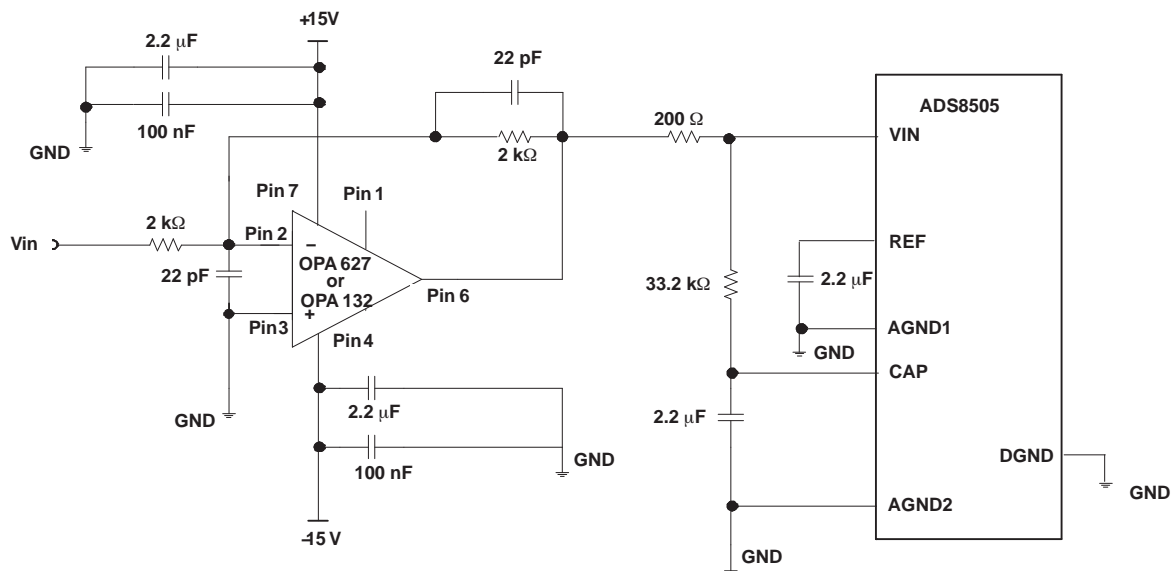 +15V
2.2 μF
22 pF
ADS8505
100 nF
200 Ω
VIN
GND
2 kΩ
Pin 7
Pin 1
2 kΩ
Vin
Pin 2
−
REF
22 pF
OPA 627
or
OPA 132
Pin 6
33.2 kΩ
2.2 μF
Pin3
+
Pin 4
AGND1
GND
CAP
GND
2.2 μF
2.2 μF
GND
100 nF
DGND
GND
AGND2
−15 V
GND